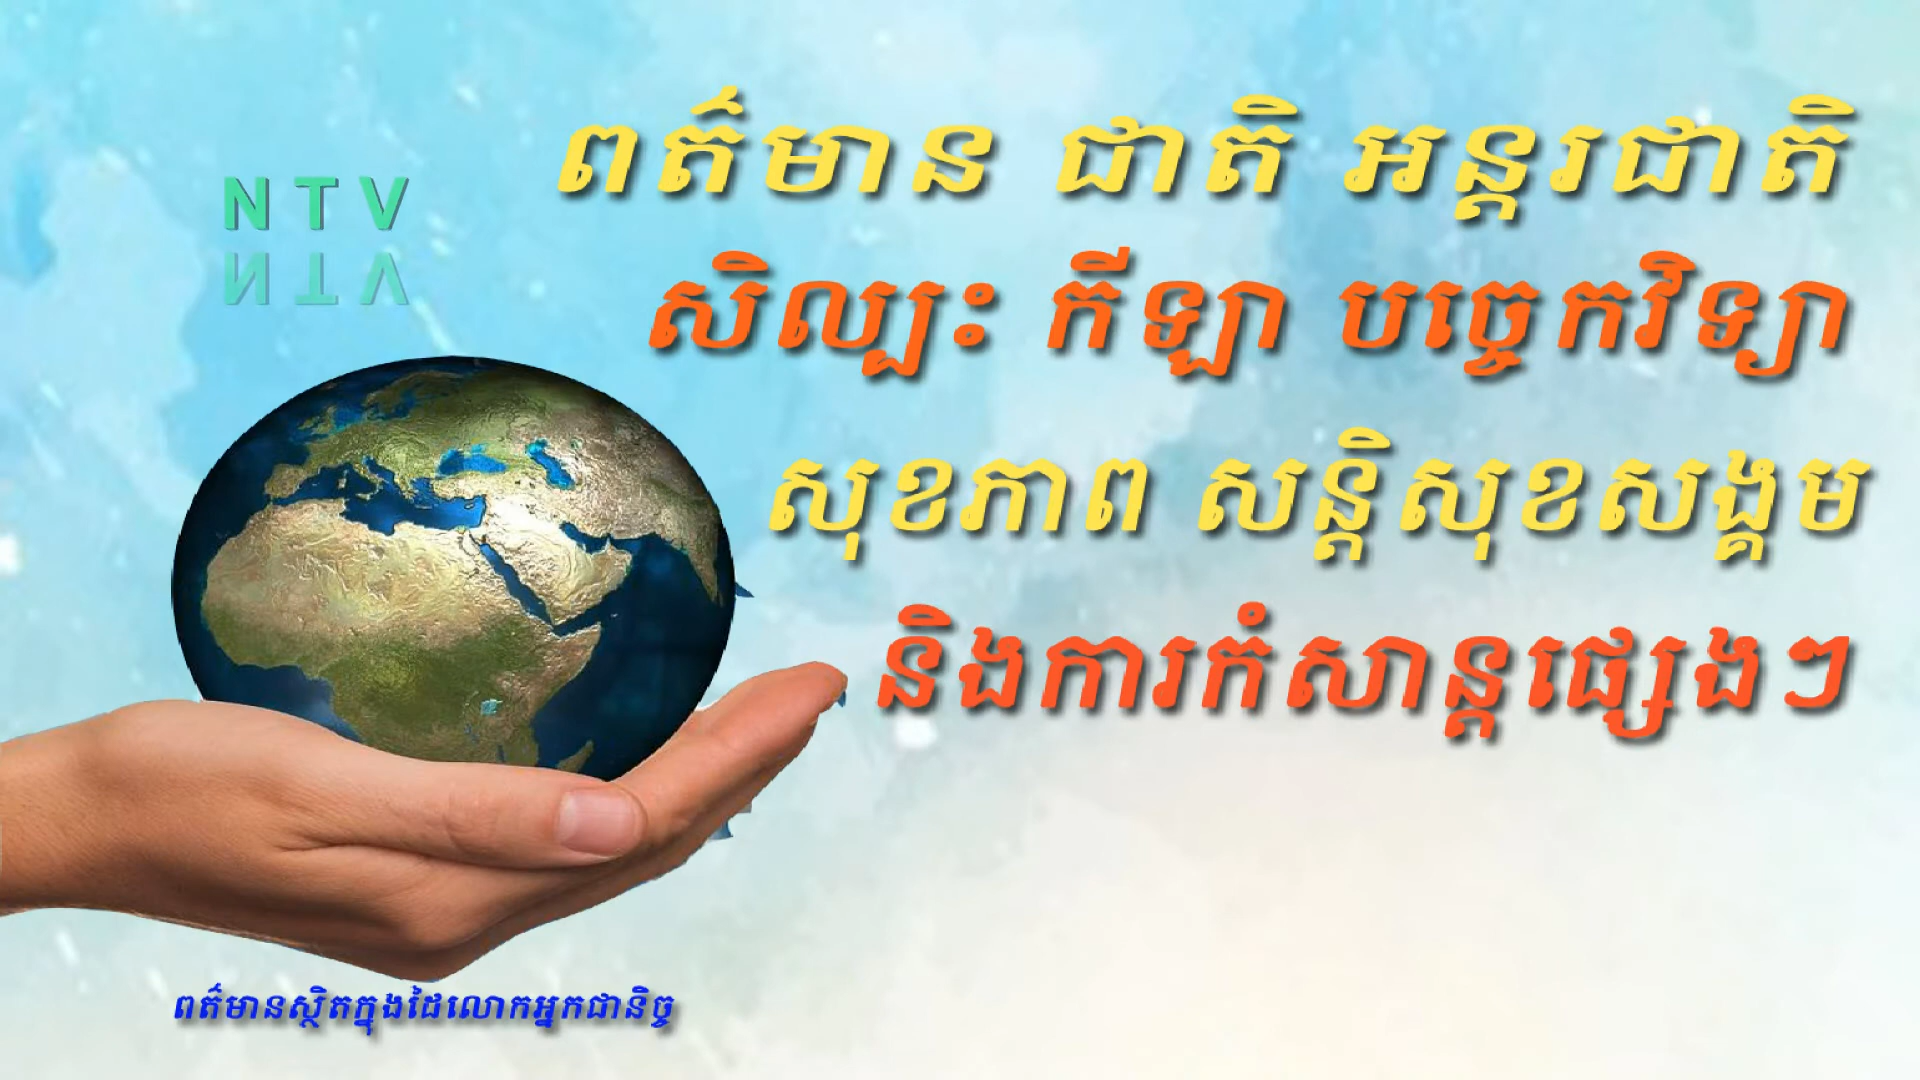 NTV
ពត៌មាន ជាតិ អន្តរជាតិ
សិល្បះ កីឡា បច្ចេកវិទ្យា
សុខភាព សន្តិសុខសង្គម
និងការកំសាន្តផ្សេងៗ
ពត៌មានស្ថិតក្នុងដៃលោកអ្នកជានិច្ច